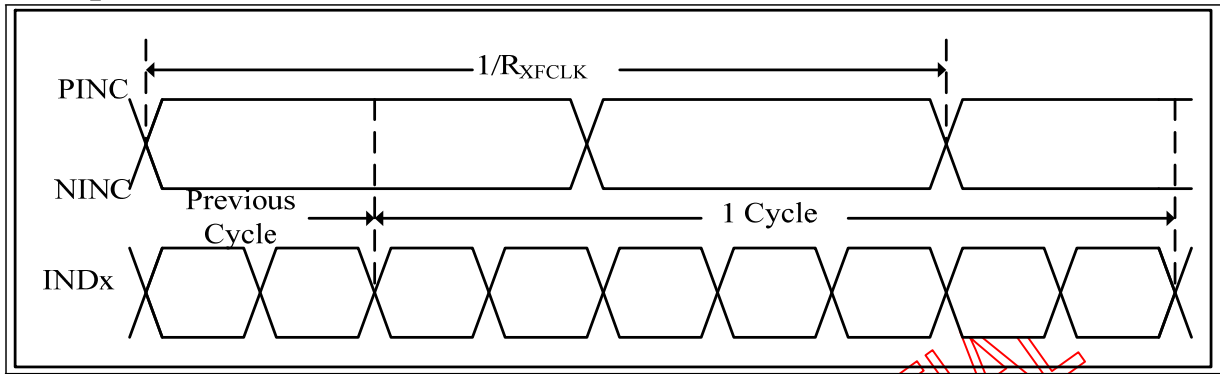 1/RXFCLK
PINC
NINC
Previous
Cycle
1 Cycle
INDx